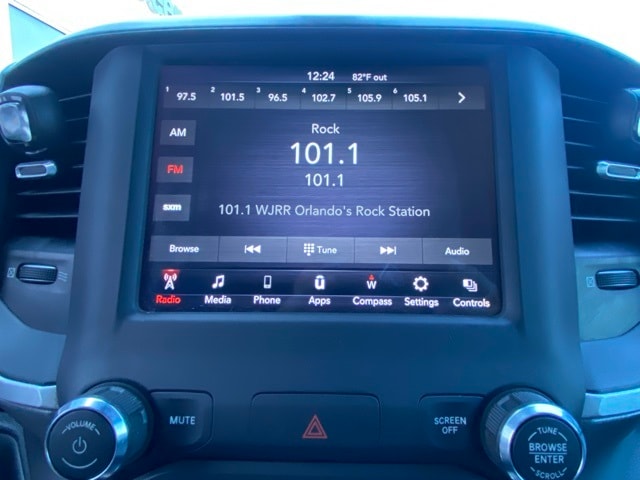 12:24 82°F out
1 97.5 2 101.5 3 96.5 4 102.7 5 105.9 6 105.1
Rock
AM
101.1
FM
101.1
sxm
101.1 WJRR Orlando's Rock Station
Browse Tune Audio
W
Radio Media Phone Apps Compass Settings Controls
VOLUME
MUTE
SCREEN OFF
TUNE
BROWSE
ENTER
SCROLL